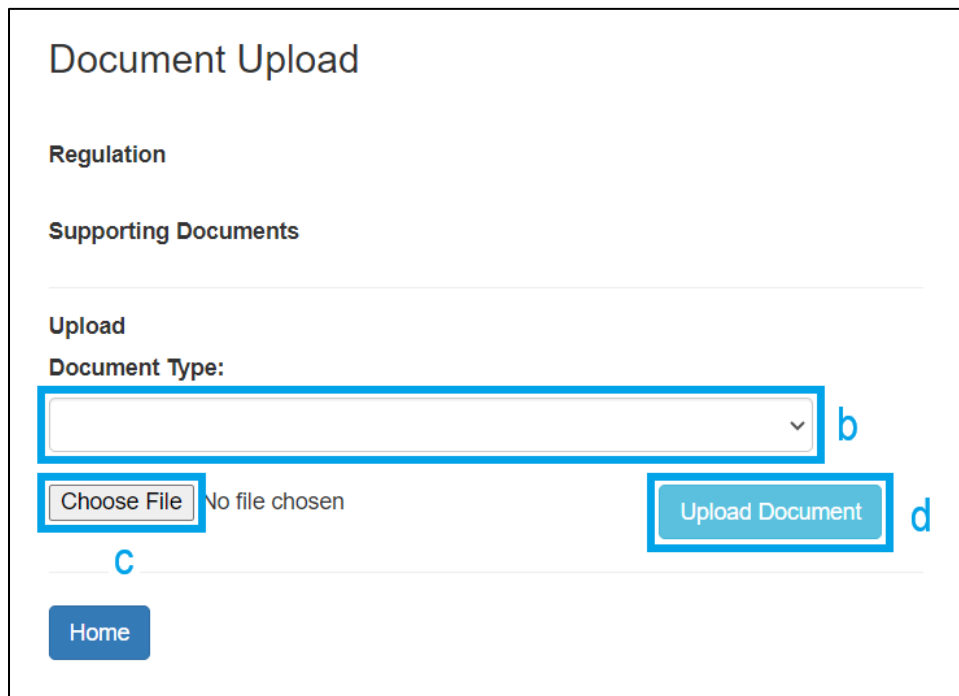 Document Upload
Regulation
Supporting Documents
Upload
Document Type:
b
Choose File No file chosen
Upload Document d
c
Home